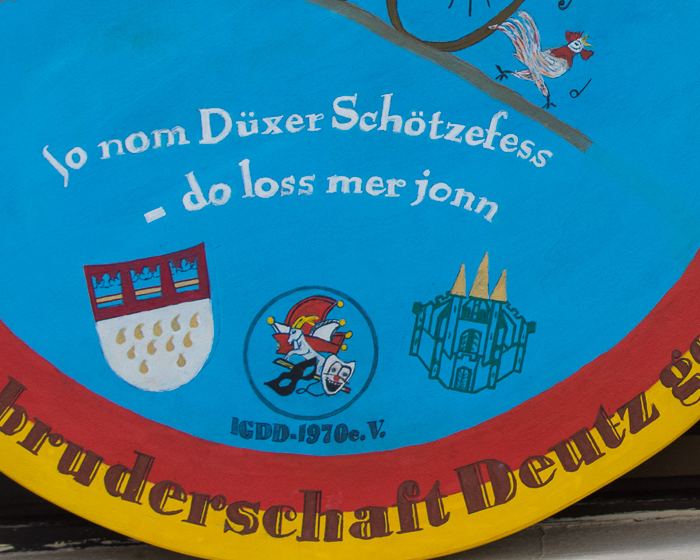 Jo nom Düxer Schötzefess
- do loss mer jonn
IGDD-1970e.V.
bruderschaft Deutz